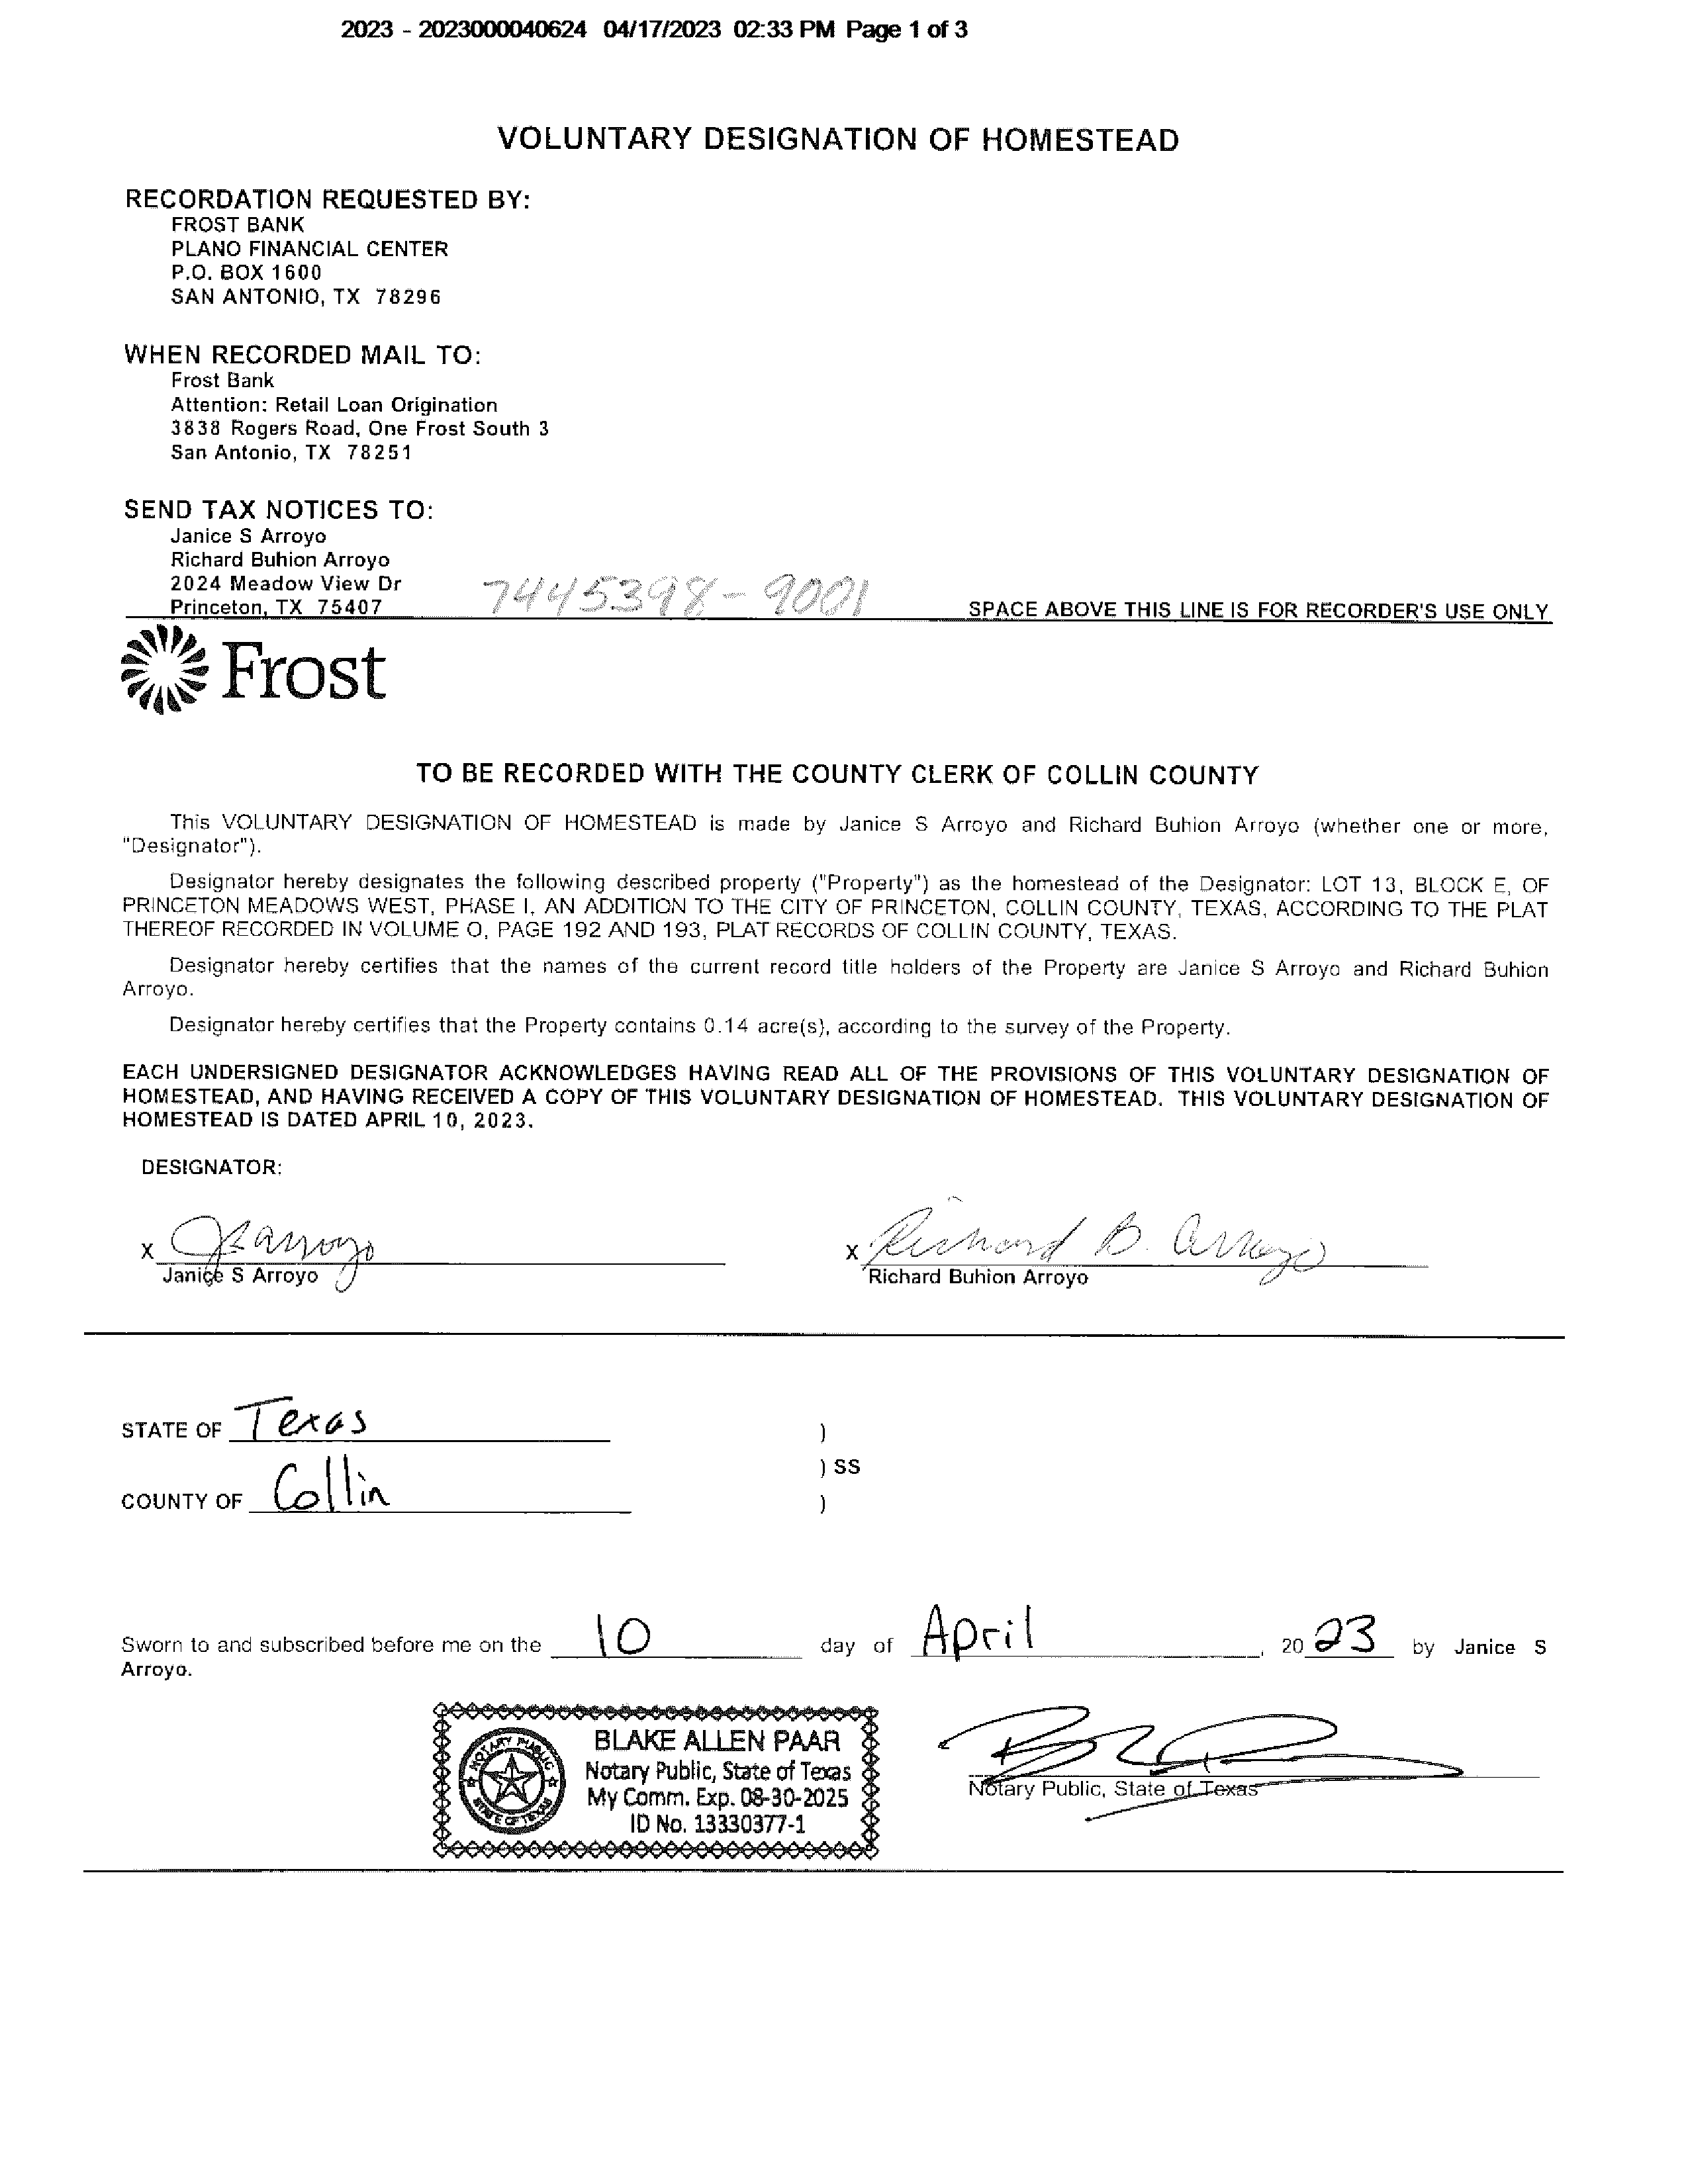 2023 - 2023000040624 04/17/2023 02:33 PM Page 1 of 3
VOLUNTARY DESIGNATION OF HOMESTEAD
RECORDATION REQUESTED BY:
FROST BANK
PLANO FINANCIAL CENTER
P.O. BOX 1600
SAN ANTONIO, TX 78296
WHEN RECORDED MAIL TO:
Frost Bank
Attention: Retail Loan Origination
3838 Rogers Road, One Frost South 3
San Antonio, TX 78251
SEND TAX NOTICES TO:
Janice S Arroyo
Richard Buhion Arroyo
2024 Meadow View Dr
Princeton, TX 75407 7445398-9001 SPACE ABOVE THIS LINE IS FOR RECORDER'S USE ONLY
Frost
TO BE RECORDED WITH THE COUNTY CLERK OF COLLIN COUNTY
This VOLUNTARY DESIGNATION OF HOMESTEAD is made by Janice S Arroyo and Richard Buhion Arroyo (whether one or more,
"Designator").
Designator hereby designates the following described property ("Property") as the homestead of the Designator: LOT 13, BLOCK E, OF
PRINCETON MEADOWS WEST, PHASE I, AN ADDITION TO THE CITY OF PRINCETON, COLLIN COUNTY, TEXAS, ACCORDING TO THE PLAT
THEREOF RECORDED IN VOLUME O, PAGE 192 AND 193, PLAT RECORDS OF COLLIN COUNTY, TEXAS.
Designator hereby certifies that the names of the current record title holders of the Property are Janice S Arroyo and Richard Buhion
Arroyo.
Designator hereby certifies that the Property contains 0.14 acre(s), according to the survey of the Property.
EACH UNDERSIGNED DESIGNATOR ACKNOWLEDGES HAVING READ ALL OF THE PROVISIONS OF THIS VOLUNTARY DESIGNATION OF
HOMESTEAD, AND HAVING RECEIVED A COPY OF THIS VOLUNTARY DESIGNATION OF HOMESTEAD. THIS VOLUNTARY DESIGNATION OF
HOMESTEAD IS DATED APRIL 10, 2023.
DESIGNATOR:
X JSArroyo X Richard B. Arroyo
Janice S Arroyo Richard Buhion Arroyo
STATE OF Texas )
) SS
COUNTY OF Collin )
Sworn to and subscribed before me on the 10 day of April, 20 23 by Janice S
Arroyo.
BLAKE ALLEN PAAR
Notary Public, State of Texas
My Comm. Exp. 08-30-2025
ID No. 13330377-1
NOTARY PUBLIC
STATE OF TEXAS
Notary Public, State of Texas